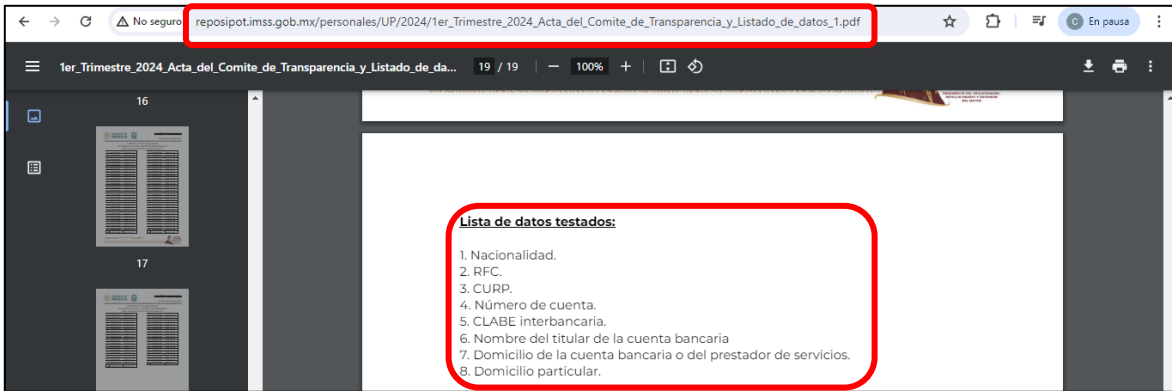 No seguro reposipot.imss.gob.mx/personales/UP/2024/1er_Trimestre_2024_Acta_del_Comite_de_Transparencia_y_Listado_de_datos_1.pdf C En pausa
1er_Trimestre_2024_Acta_del_Comite_de_Transparencia_y_Listado_de_da... 19 / 19 | − 100% +
16
17
Lista de datos testados:
1. Nacionalidad.
2. RFC.
3. CURP.
4. Número de cuenta.
5. CLABE interbancaria.
6. Nombre del titular de la cuenta bancaria
7. Domicilio de la cuenta bancaria o del prestador de servicios.
8. Domicilio particular.